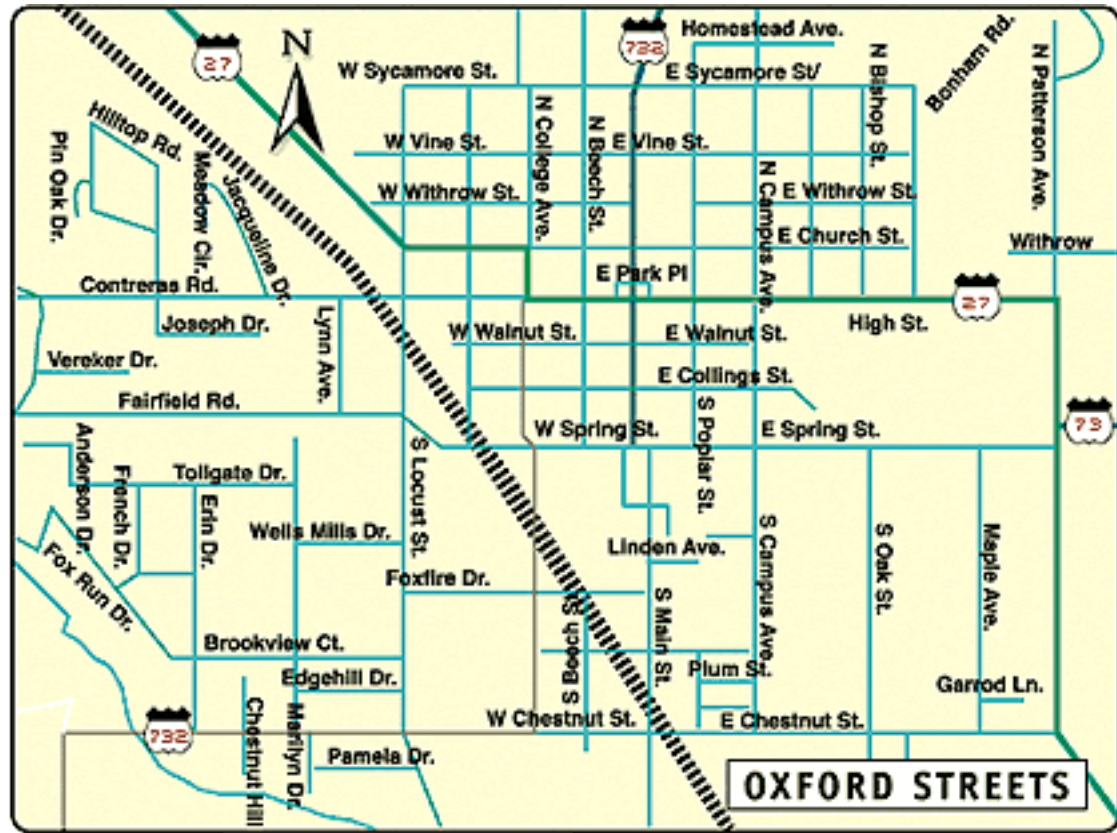 Homestead Ave.
27
N
732
W Sycamore St.
E Sycamore St/
N Bishop St.
Bonham Rd.
N Patterson Ave.
Hilltop Rd.
Pin Oak Dr.
Meadow Cir.
Jacqueline Dr.
W Vine St.
N College Ave.
N Beech St.
E Vine St.
W Withrow St.
N Campus Ave.
E Withrow St.
E Church St.
Withrow
E Park Pl
Contreras Rd.
27
Joseph Dr.
Lynn Ave.
W Walnut St.
E Walnut St.
High St.
Vereker Dr.
E Collings St.
Fairfield Rd.
W Spring St.
S Poplar St.
E Spring St.
73
Anderson Dr.
French Dr.
Tollgate Dr.
Erin Dr.
S Locust St.
Wells Mills Dr.
Linden Ave.
S Campus Ave.
S Oak St.
Maple Ave.
Fox Run Dr.
Foxfire Dr.
S Beech St.
S Main St.
Brookview Ct.
Plum St.
Edgehill Dr.
Garrod Ln.
732
Chestnut Hill
Marilyn Dr.
W Chestnut St.
E Chestnut St.
Pamela Dr.
OXFORD STREETS